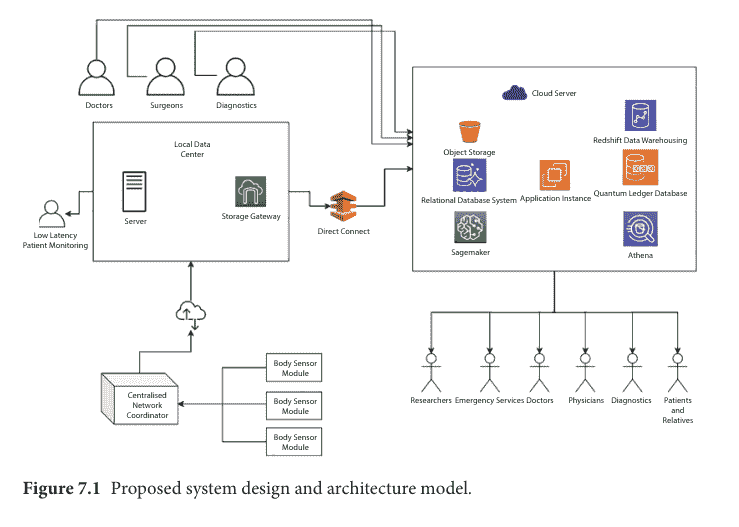 Doctors
Surgeons
Diagnostics
Cloud Server
Redshift Data Warehousing
Object Storage
Relational Database System
Application Instance
Quantum Ledger Database
Sagemaker
Athena
Local Data
Center
Server
Storage Gateway
Direct Connect
Low Latency
Patient Monitoring
Centralised
Network
Coordinator
Body Sensor
Module
Body Sensor
Module
Body Sensor
Module
Researchers
Emergency Services
Doctors
Physicians
Diagnostics
Patients
and
Relatives
Figure 7.1 Proposed system design and architecture model.